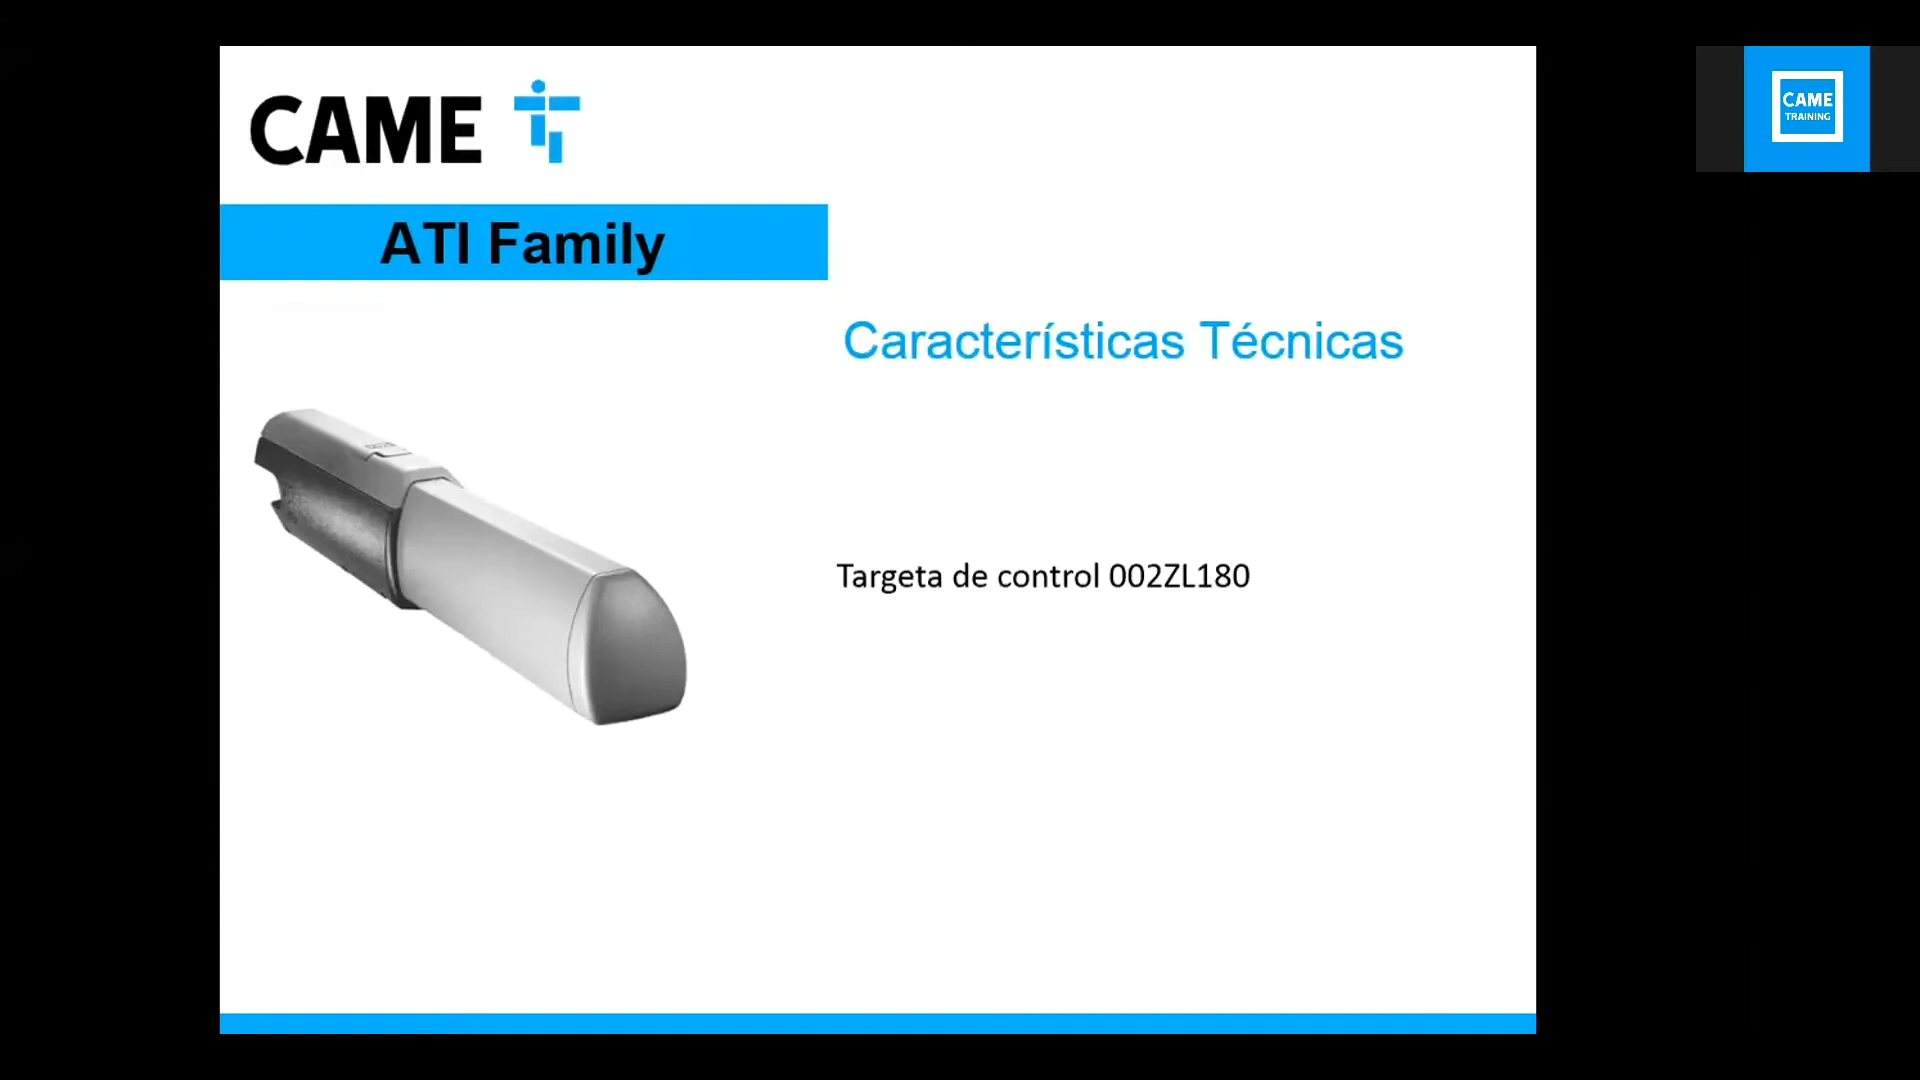 CAME
CAME
TRAINING
ATI Family
Características Técnicas
Targeta de control 002ZL180